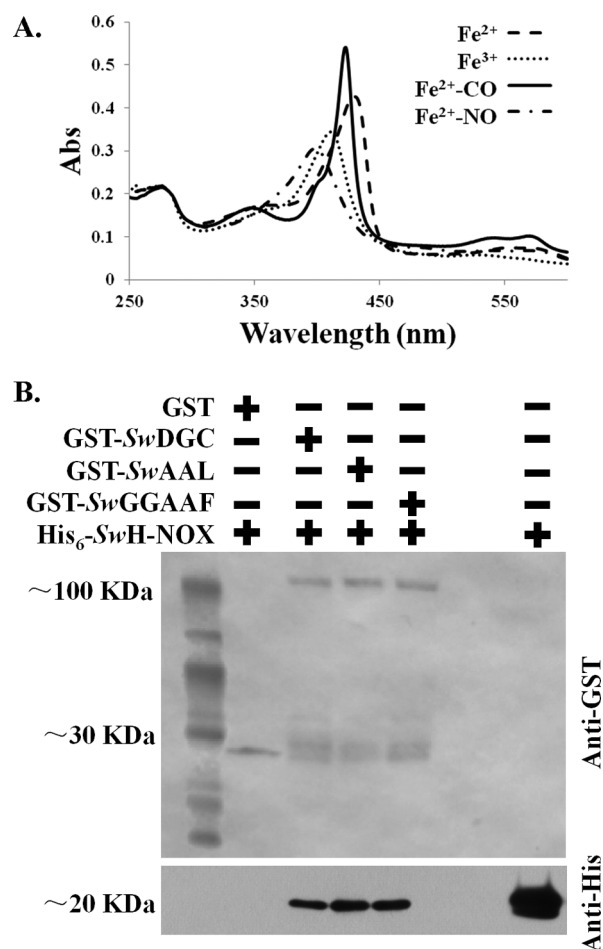 A.
0.6
0.5
0.4
0.3
0.2
0.1
0
Abs
250
350
450
550
Wavelength (nm)
Fe²⁺
Fe³⁺
Fe²⁺-CO
Fe²⁺-NO
B.
GST + − − − −
GST-SwDGC − + − − −
GST-SwAAL − − + − −
GST-SwGGAAF − − − + −
His₆-SwH-NOX + + + + +
~100 KDa
~30 KDa
Anti-GST
~20 KDa
Anti-His